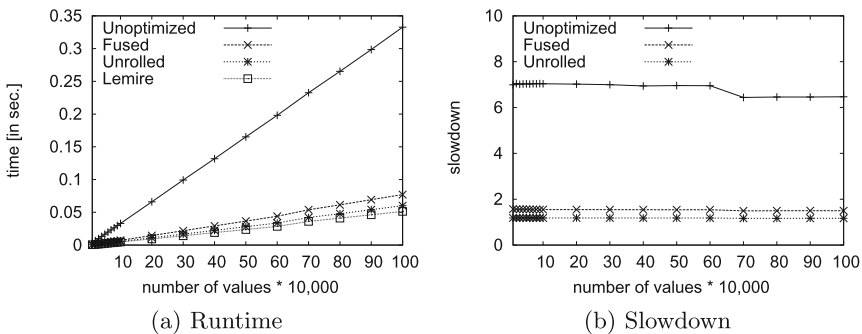 0.35
0.3
0.25
0.2
0.15
0.1
0.05
0
time [in sec.]
Unoptimized
Fused
Unrolled
Lemire
10 20 30 40 50 60 70 80 90 100
number of values * 10,000
(a) Runtime
10
8
6
4
2
0
slowdown
Unoptimized
Fused
Unrolled
10 20 30 40 50 60 70 80 90 100
number of values * 10,000
(b) Slowdown